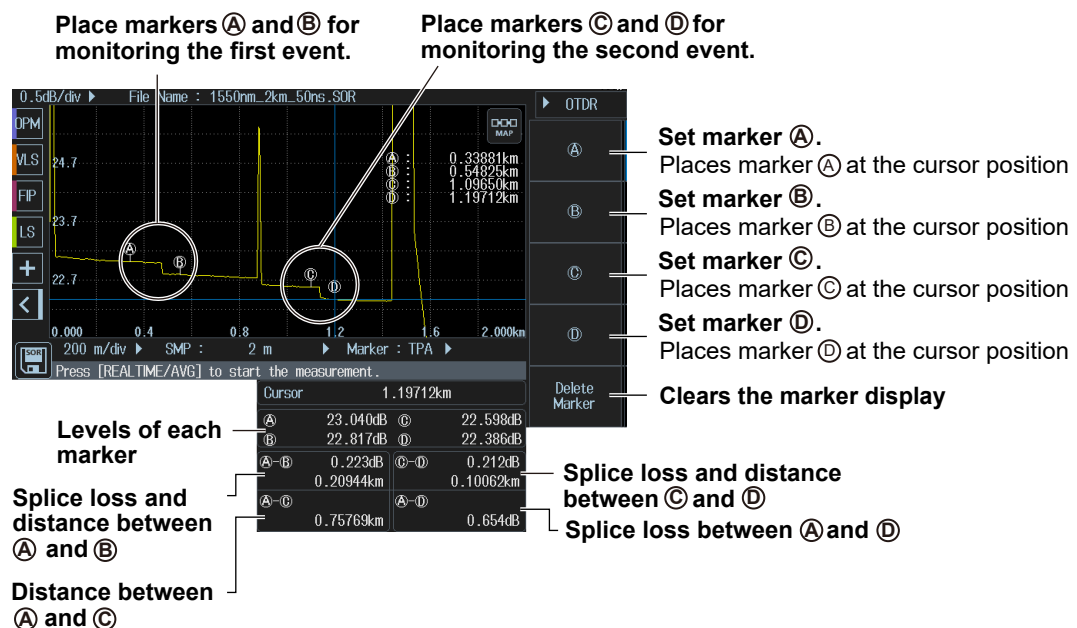 Place markers Ⓐ and Ⓑ for
monitoring the first event.
Place markers Ⓒ and Ⓓ for
monitoring the second event.
0.5dB/div ▶ File Name : 1550nm_2km_50ns.SOR
▶ OTDR
OPM
VLS
FIP
LS
+
<
MAP
24.7
23.7
22.7
Ⓐ : 0.33881km
Ⓑ : 0.54825km
Ⓒ : 1.09650km
Ⓓ : 1.19712km
Ⓐ
Ⓑ
Ⓒ
Ⓓ
0.000 0.4 0.8 1.2 1.6 2.000km
SOR
200 m/div ▶ SMP : 2 m ▶ Marker : TPA ▶
Press [REALTIME/AVG] to start the measurement.
Ⓐ
Ⓑ
Ⓒ
Ⓓ
Delete
Marker
Set marker Ⓐ.
Places marker Ⓐ at the cursor position
Set marker Ⓑ.
Places marker Ⓑ at the cursor position
Set marker Ⓒ.
Places marker Ⓒ at the cursor position
Set marker Ⓓ.
Places marker Ⓓ at the cursor position
Clears the marker display
Cursor 1.19712km
Ⓐ 23.040dB Ⓒ 22.598dB
Ⓑ 22.817dB Ⓓ 22.386dB
Ⓐ-Ⓑ 0.223dB Ⓒ-Ⓓ 0.212dB
0.20944km 0.10062km
Ⓐ-Ⓒ Ⓐ-Ⓓ
0.75769km 0.654dB
Levels of each
marker
Splice loss and
distance between
Ⓐ and Ⓑ
Distance between
Ⓐ and Ⓒ
Splice loss and distance
between Ⓒ and Ⓓ
Splice loss between Ⓐ and Ⓓ